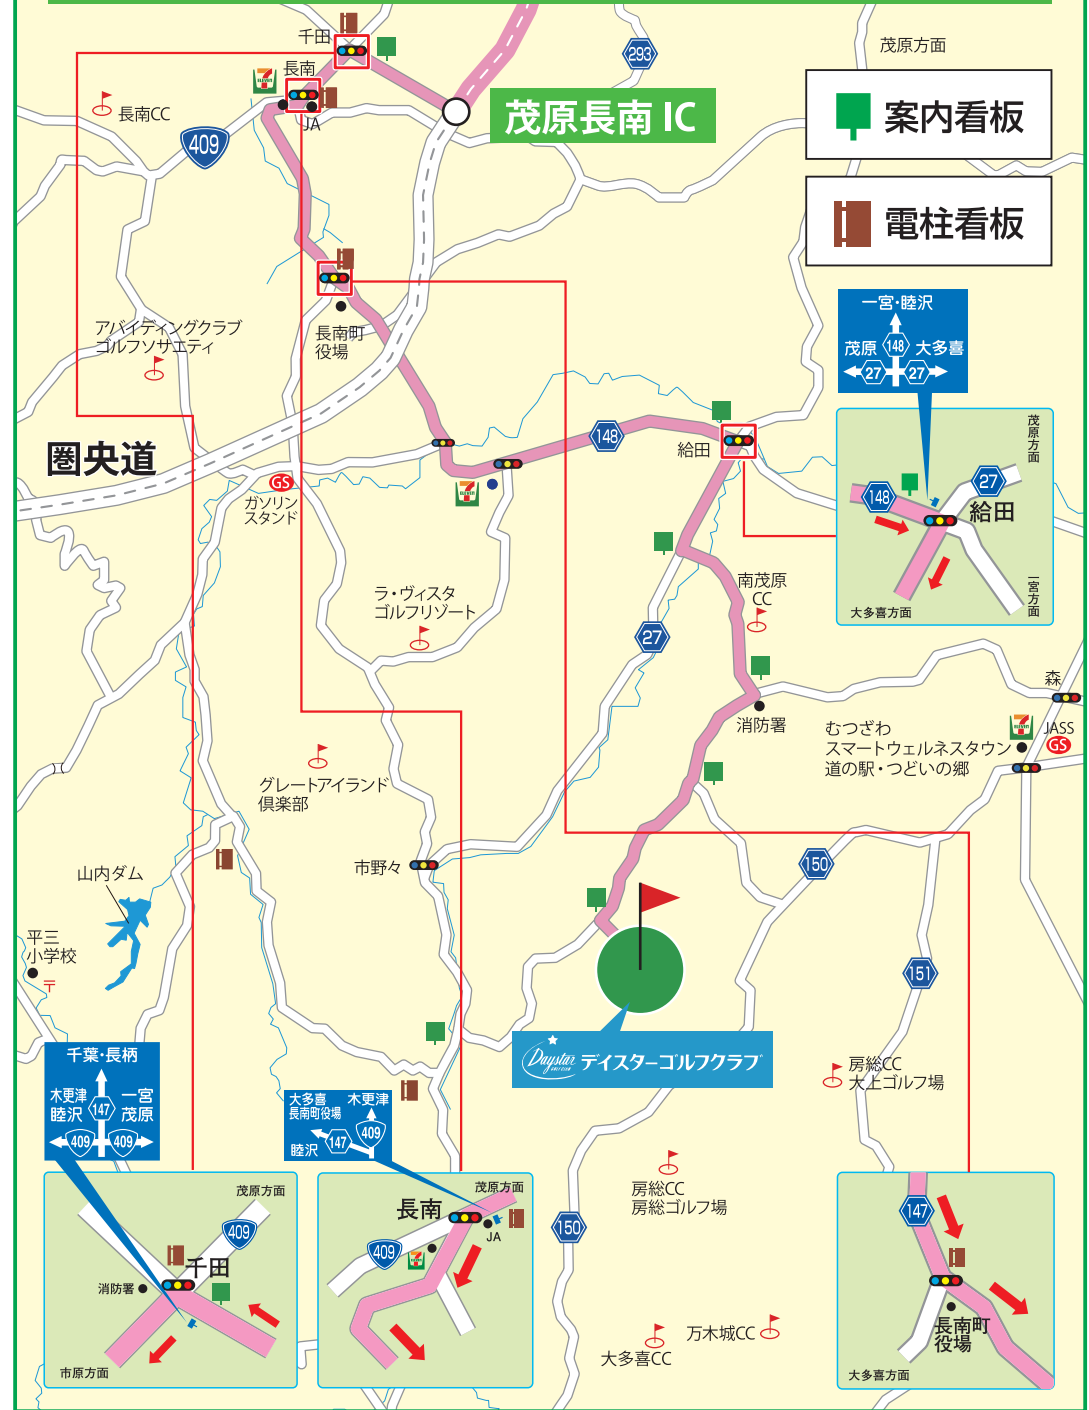 千田
293
茂原方面
長南
7 ELEVEN
JA
長南CC
409
茂原長南 IC
案内看板
電柱看板
アバイディングクラブ
ゴルフソサエティ
長南町
役場
一宮・睦沢
茂原
148
大多喜
27
27
圏央道
148
給田
GS
ガソリン
スタンド
7 ELEVEN
茂原方面
148
27
給田
一宮方面
大多喜方面
ラ・ヴィスタ
ゴルフリゾート
南茂原
CC
27
消防署
森
7 ELEVEN
JASS
GS
むつざわ
スマートウェルネスタウン
道の駅・つどいの郷
グレートアイランド
倶楽部
市野々
150
山内ダム
平三
小学校
〒
151
Daystar
デイスターゴルフクラブ
房総CC
大上ゴルフ場
千葉・長柄
木更津
睦沢
147
一宮
茂原
409
409
大多喜
長南町役場
木更津
409
147
睦沢
房総CC
房総ゴルフ場
150
万木城CC
大多喜CC
茂原方面
409
千田
消防署
市原方面
茂原方面
長南
JA
409
7 ELEVEN
147
長南町
役場
大多喜方面